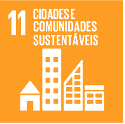 11 CIDADES E
COMUNIDADES
SUSTENTÁVEIS